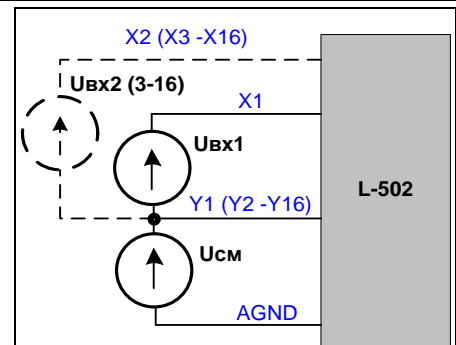 X2 (X3 -X16)
Uвх2 (3-16)
X1
Uвх1
L-502
Y1 (Y2 -Y16)
Uсм
AGND